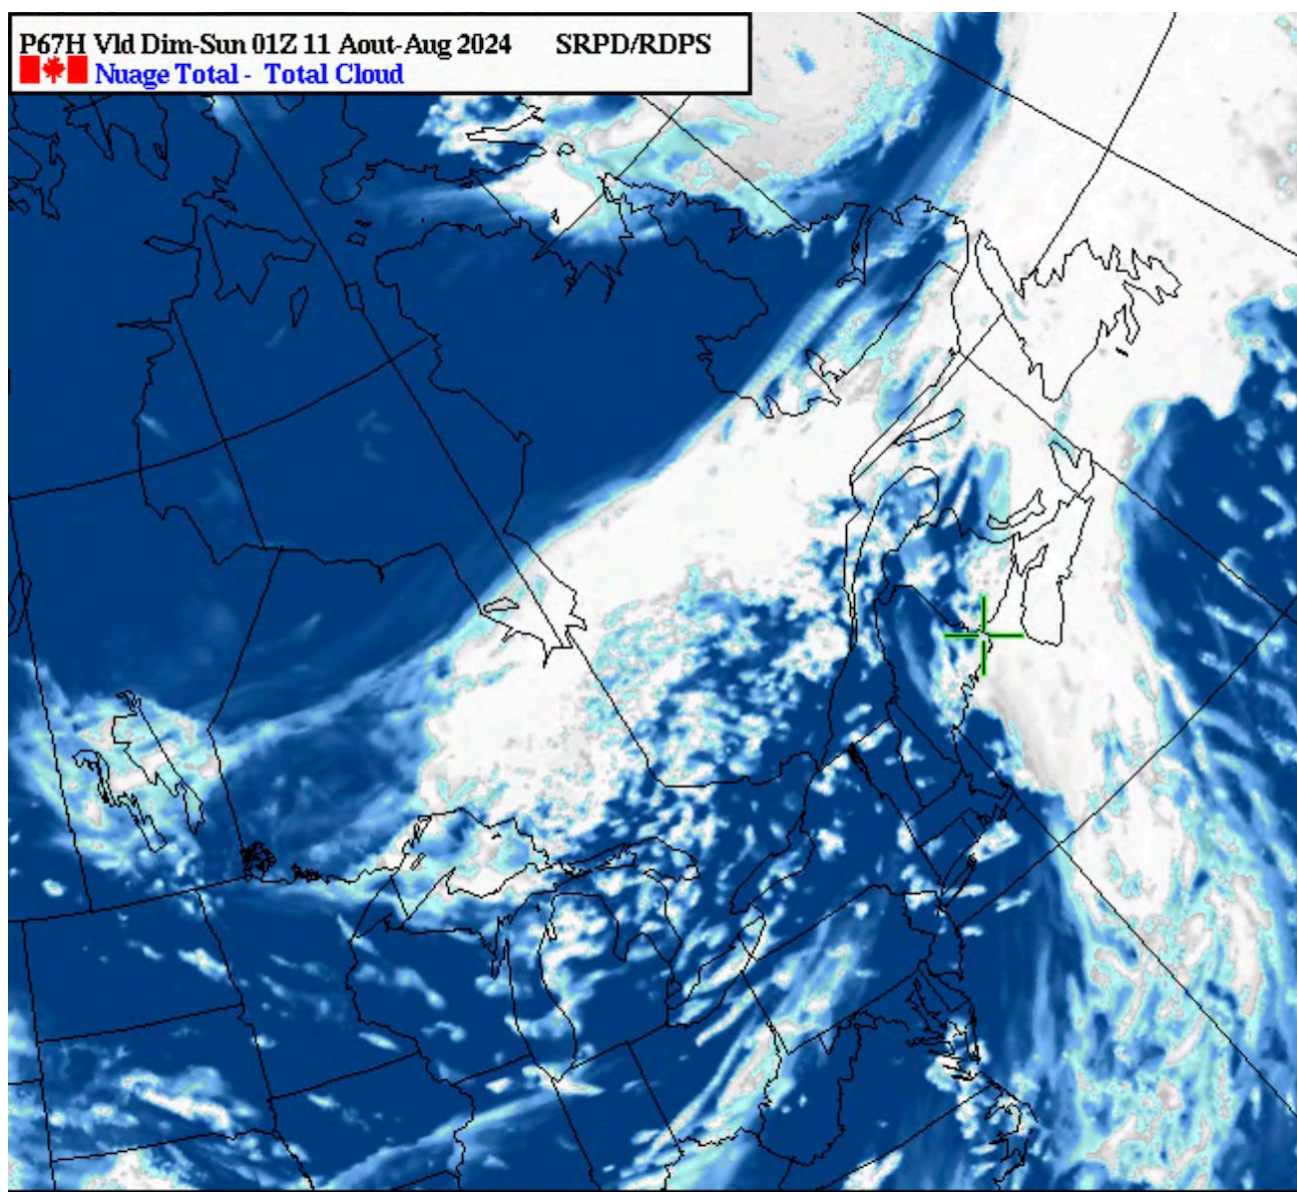 P67H Vld Dim-Sun 01Z 11 Aout-Aug 2024 SRPD/RDPS
Nuage Total - Total Cloud